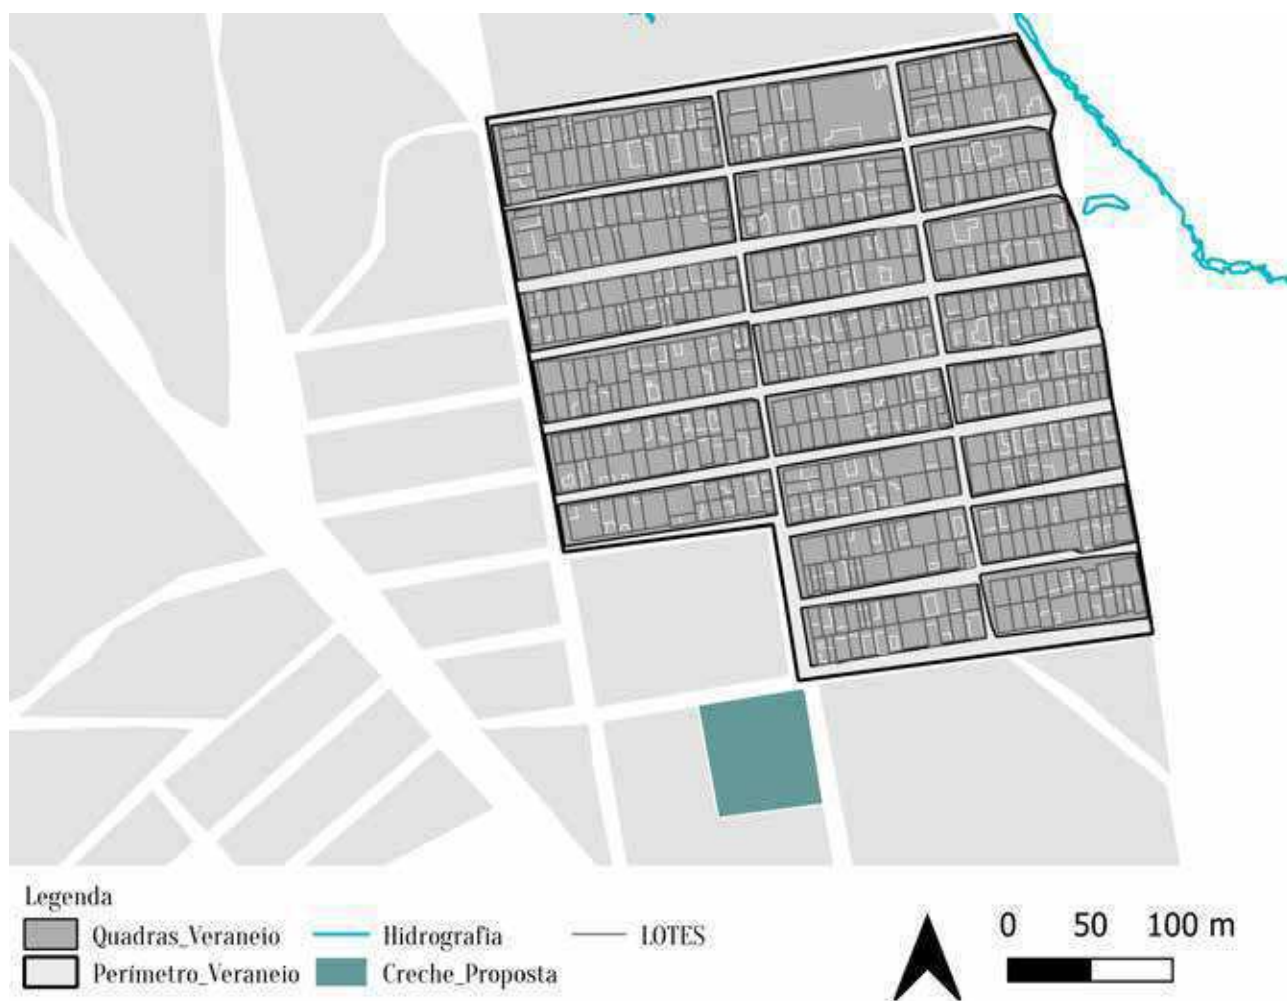 Legenda
Quadras_Veraneio
Hidrografia
LOTES
0 50 100 m
Perímetro_Veraneio
Creche_Proposta